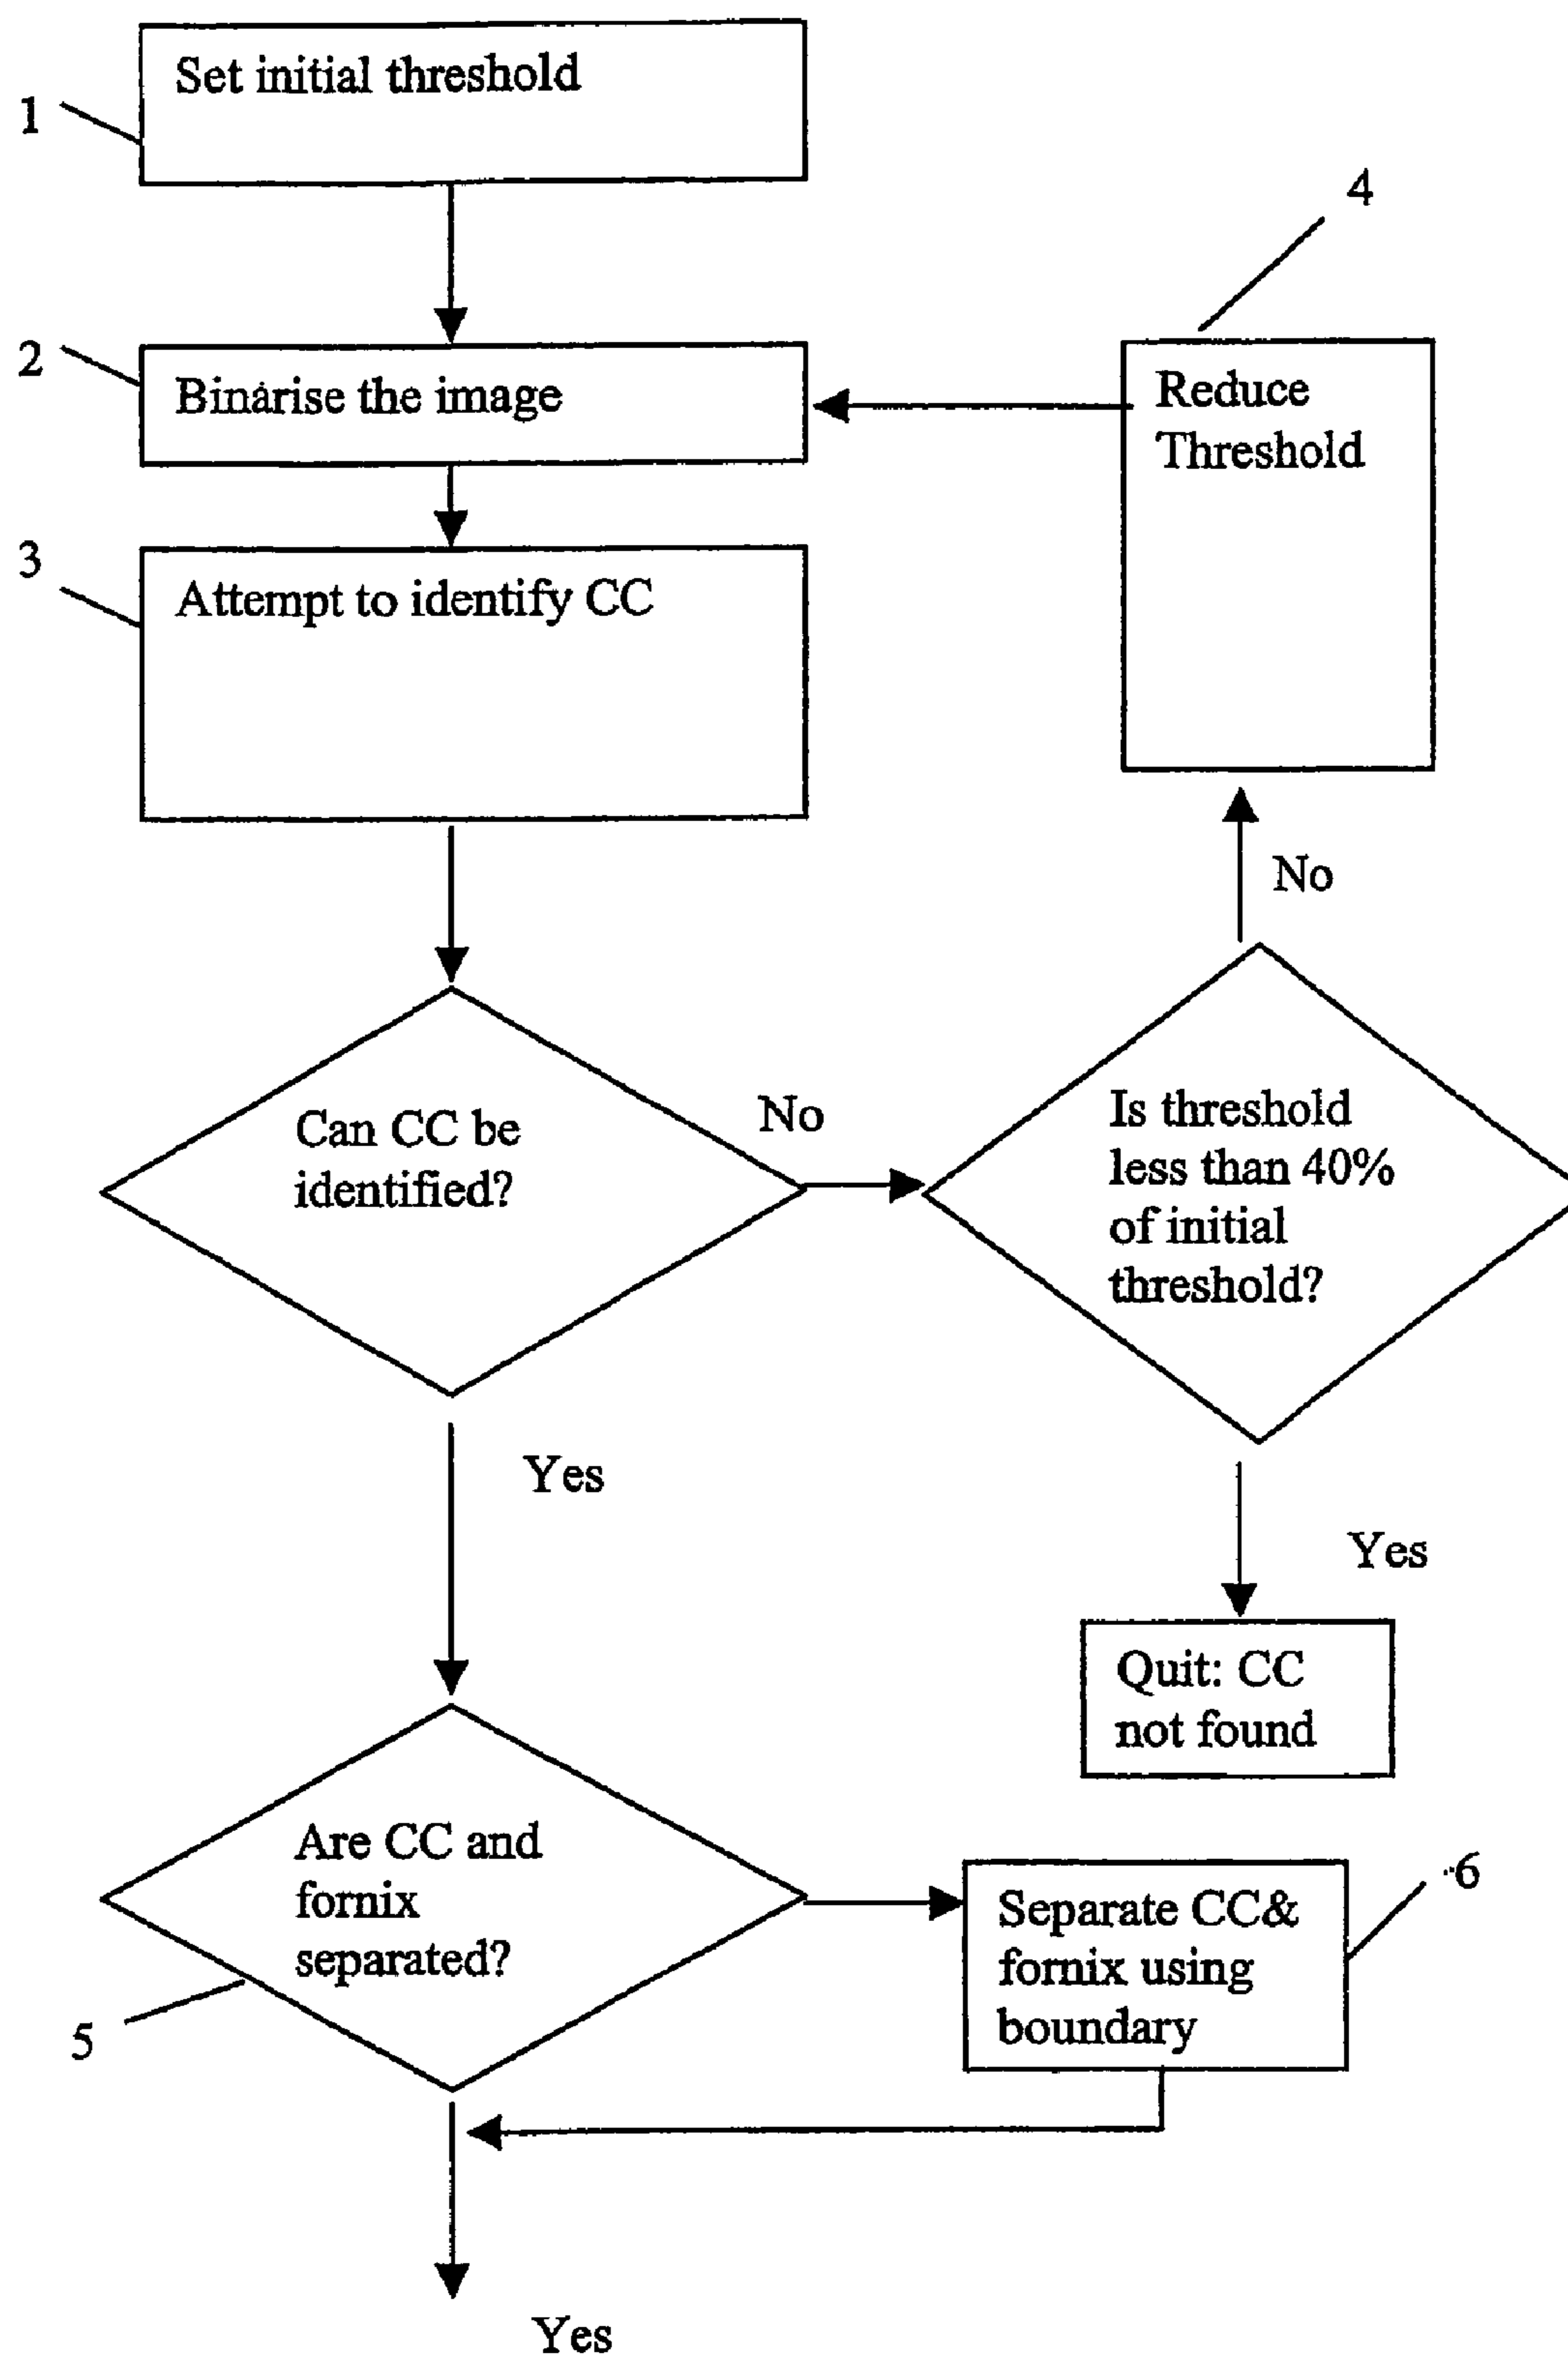 Set initial threshold
1
4
2
Binarise the image
Reduce
Threshold
3
Attempt to identify CC
No
Can CC be
identified?
No
Is threshold
less than 40%
of initial
threshold?
Yes
Yes
Quit: CC
not found
Are CC and
fornix
separated?
5
Separate CC&
fornix using
boundary
6
Yes